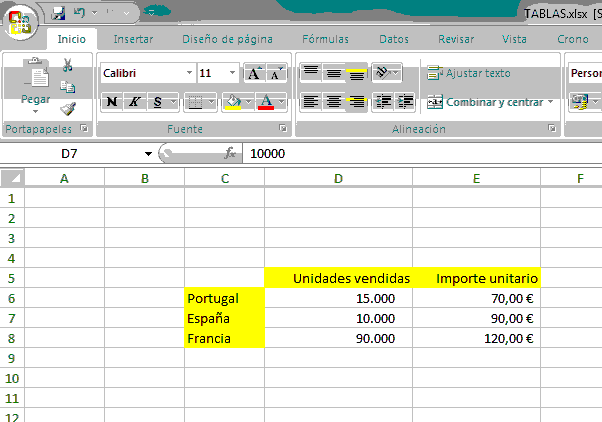 TABLAS.xlsx [S
Inicio Insertar Diseño de página Fórmulas Datos Revisar Vista Crono
Pegar
Calibri 11 A A
N K S A
Ajustar texto
Combinar y centrar
Person
Portapapeles Fuente Alineación
D7 fx 10000
A B C D E F
1
2
3
4
5 Unidades vendidas Importe unitario
6 Portugal 15.000 70,00 €
7 España 10.000 90,00 €
8 Francia 90.000 120,00 €
9
10
11
12